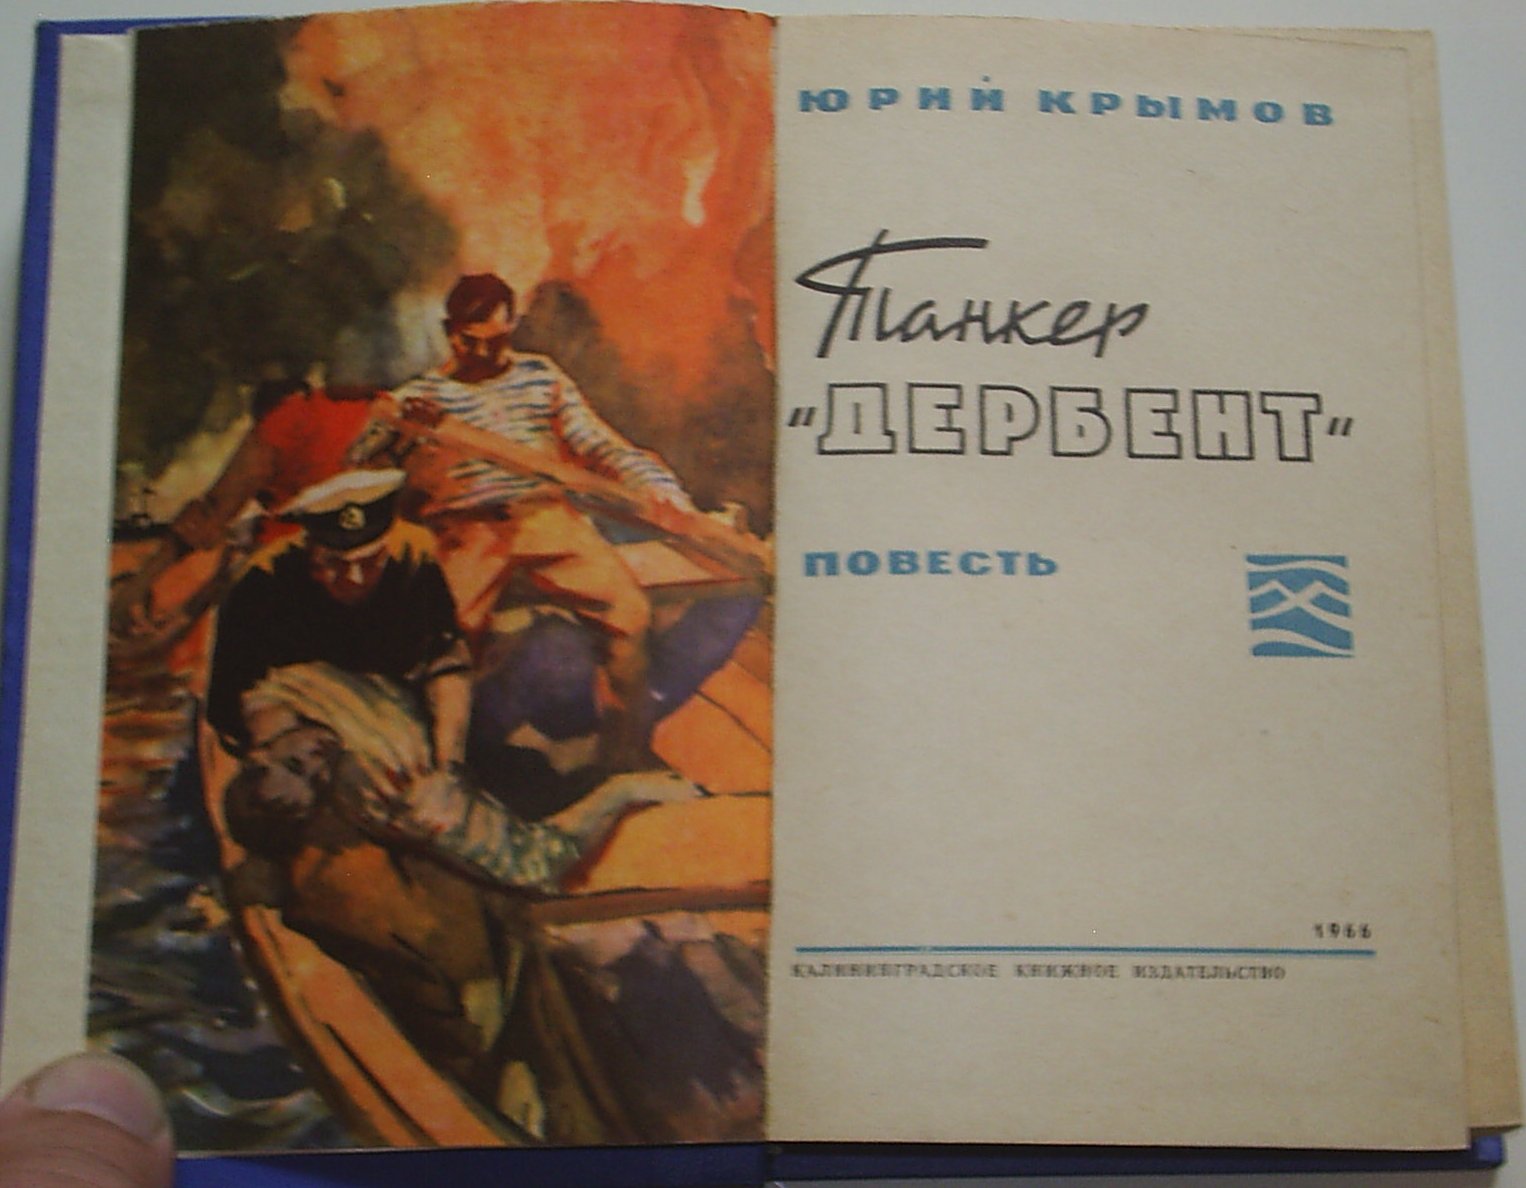 ЮРИЙ КРЫМОВ
Танкер
"ДЕРБЕНТ"
ПОВЕСТЬ
1966
КАЛИНИНГРАДСКОЕ КНИЖНОЕ ИЗДАТЕЛЬСТВО